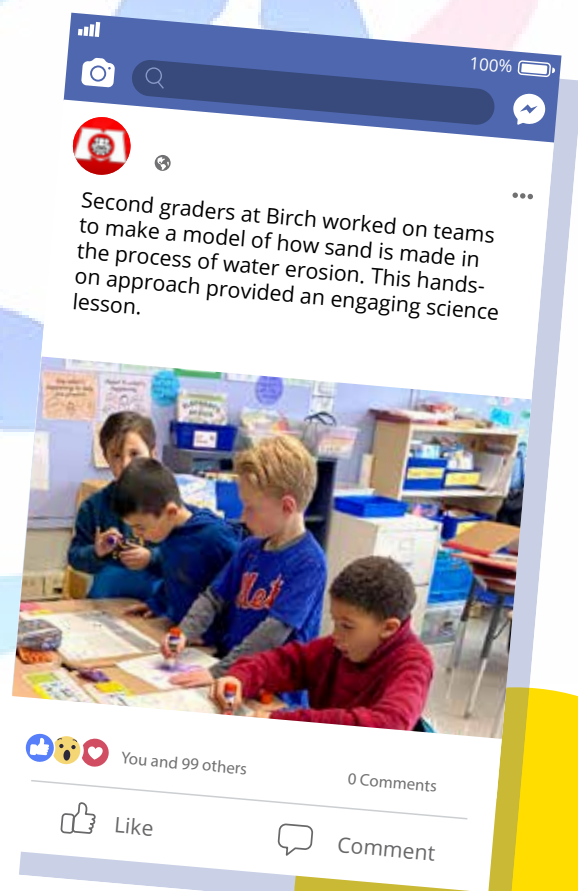 100%
Second graders at Birch worked on teams
to make a model of how sand is made in
the process of water erosion. This hands-
on approach provided an engaging science
lesson.
Met
You and 99 others
0 Comments
Like
Comment